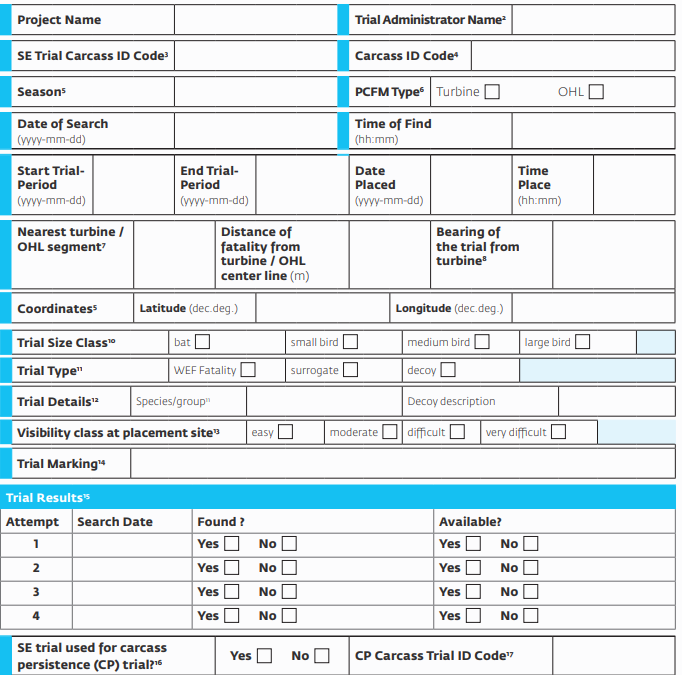 Project Name Trial Administrator Name²
SE Trial Carcass ID Code³ Carcass ID Code⁴
Season⁵ PCFM Type⁶ Turbine OHL
Date of Search (yyyy-mm-dd) Time of Find (hh:mm)
Start Trial-
Period
(yyyy-mm-dd)
End Trial-
Period
(yyyy-mm-dd)
Date
Placed
(yyyy-mm-dd)
Time
Place
(hh:mm)
Nearest turbine /
OHL segment⁷
Distance of
fatality from
turbine / OHL
center line (m)
Bearing of
the trial from
turbine⁸
Coordinates⁵ Latitude (dec.deg.) Longitude (dec.deg.)
Trial Size Class¹⁰ bat small bird medium bird large bird
Trial Type¹¹ WEF Fatality surrogate decoy
Trial Details¹² Species/group¹¹ Decoy description
Visibility class at placement site¹³ easy moderate difficult very difficult
Trial Marking¹⁴
Trial Results¹⁵
Attempt Search Date Found ? Available?
1 Yes No Yes No
2 Yes No Yes No
3 Yes No Yes No
4 Yes No Yes No
SE trial used for carcass
persistence (CP) trial?¹⁶
Yes No CP Carcass Trial ID Code¹⁷